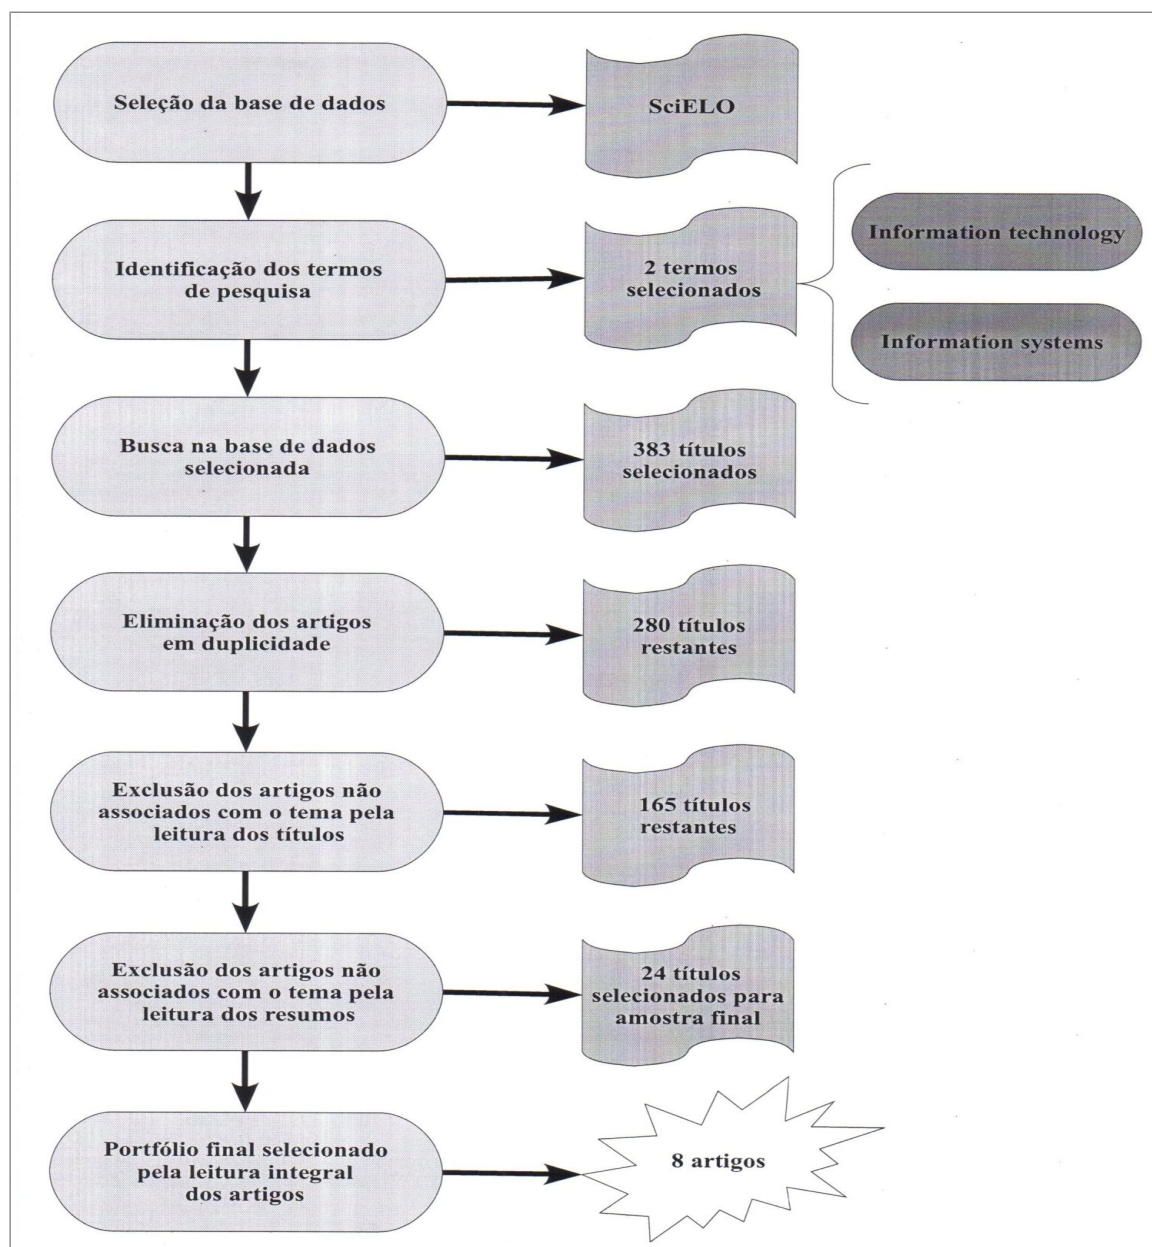 Seleção da base de dados
SciELO
Identificação dos termos
de pesquisa
2 termos
selecionados
Information technology
Information systems
Busca na base de dados
selecionada
383 títulos
selecionados
Eliminação dos artigos
em duplicidade
280 títulos
restantes
Exclusão dos artigos não
associados com o tema pela
leitura dos títulos
165 títulos
restantes
Exclusão dos artigos não
associados com o tema pela
leitura dos resumos
24 títulos
selecionados para
amostra final
Portfólio final selecionado
pela leitura integral
dos artigos
8 artigos